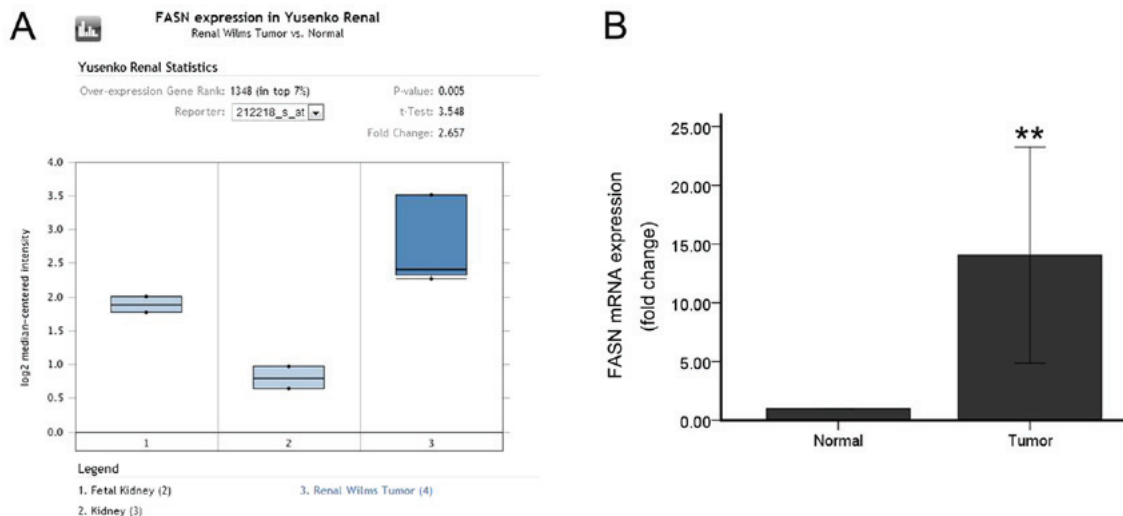 A
FASN expression in Yusenko Renal
Renal Wilms Tumor vs. Normal
Yusenko Renal Statistics
Over-expression Gene Rank: 1348 (in top 7%)
P-value: 0.005
Reporter: 212218_s_at
t-Test: 3.548
Fold Change: 2.657
log2 median-centered intensity
4.0
3.5
3.0
2.5
2.0
1.5
1.0
0.5
0.0
1
2
3
Legend
1. Fetal Kidney (2)
3. Renal Wilms Tumor (4)
2. Kidney (3)
B
FASN mRNA expression
(fold change)
25.00
20.00
15.00
10.00
5.00
0.00
**
Normal
Tumor